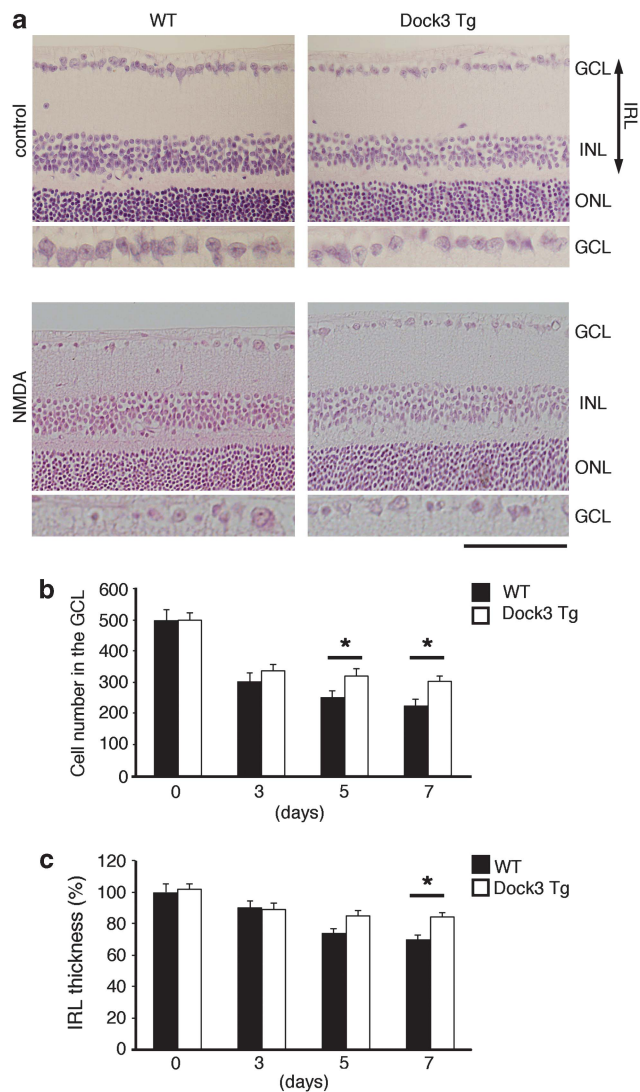 a
WT
Dock3 Tg
control
GCL
IRL
INL
ONL
GCL
NMDA
GCL
INL
ONL
GCL
b
Cell number in the GCL
600
500
400
300
200
100
0
WT
Dock3 Tg
*
*
0
3
5
7
(days)
c
IRL thickness (%)
120
100
80
60
40
20
0
WT
Dock3 Tg
*
0
3
5
7
(days)